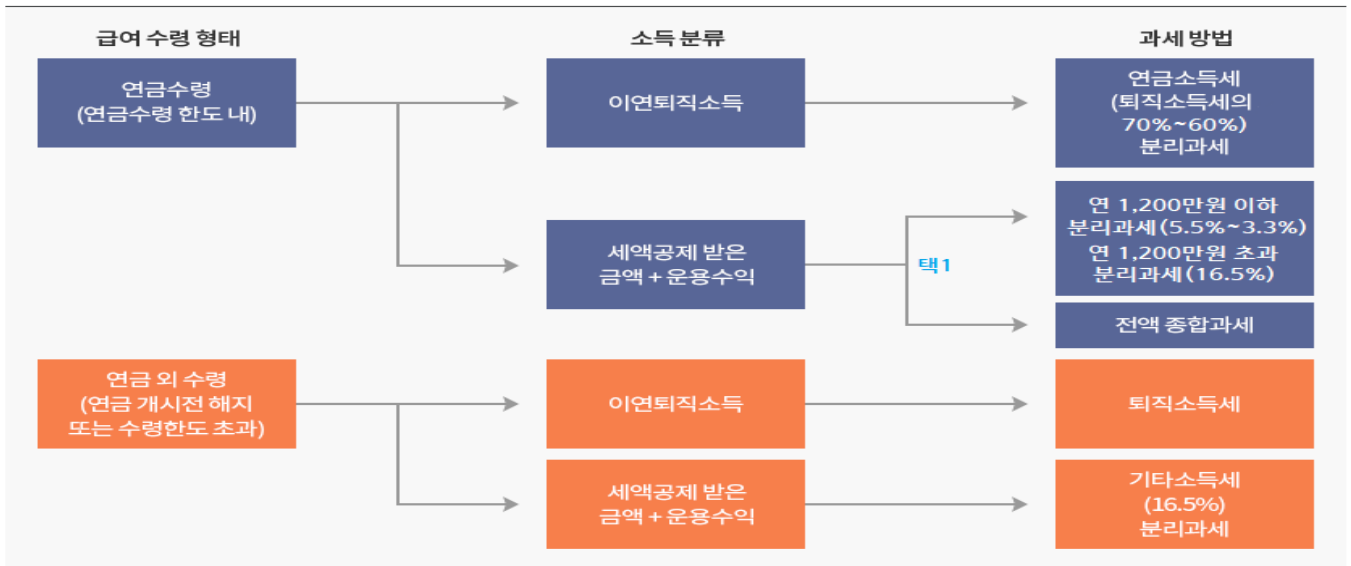 급여 수령 형태
소득 분류
과세 방법
연금수령
(연금수령 한도 내)
이연퇴직소득
연금소득세
(퇴직소득세의
70%~60%)
분리과세
세액공제 받은
금액 + 운용수익
택1
연 1,200만원 이하
분리과세(5.5%~3.3%)
연 1,200만원 초과
분리과세(16.5%)
전액 종합과세
연금 외 수령
(연금 개시전 해지
또는 수령한도 초과)
이연퇴직소득
퇴직소득세
세액공제 받은
금액 + 운용수익
기타소득세
(16.5%)
분리과세